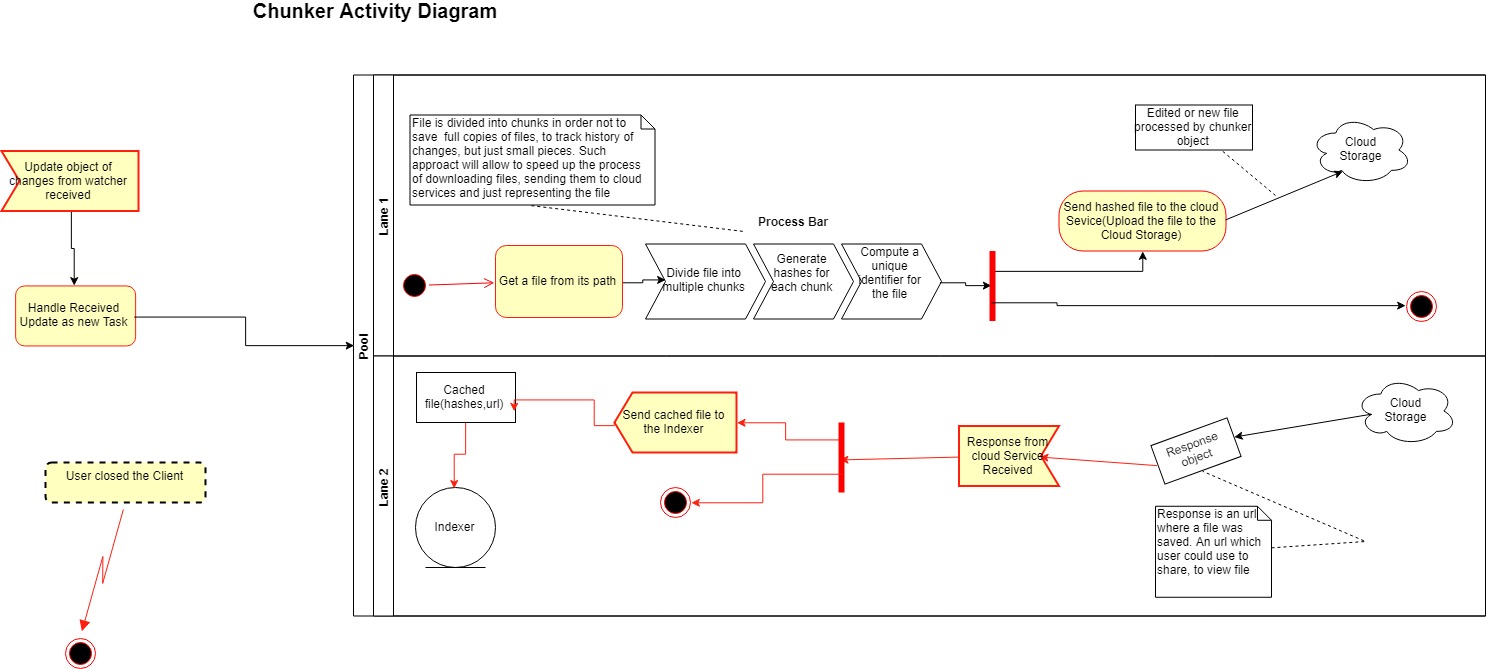 Chunker Activity Diagram
Update object of
changes from watcher
received
Handle Received
Update as new Task
User closed the Client
Pool
Lane 1
File is divided into chunks in order not to
save full copies of files, to track history of
changes, but just small pieces. Such
approact will allow to speed up the process
of downloading files, sending them to cloud
services and just representing the file
Process Bar
Get a file from its path
Divide file into
multiple chunks
Generate
hashes for
each chunk
Compute a
unique
identifier for
the file
Edited or new file
processed by chunker
object
Cloud
Storage
Send hashed file to the cloud
Sevice(Upload the file to the
Cloud Storage)
Lane 2
Cached
file(hashes,url)
Indexer
Send cached file to
the Indexer
Response from
cloud Service
Received
Response
object
Cloud
Storage
Response is an url
where a file was
saved. An url which
user could use to
share, to view file